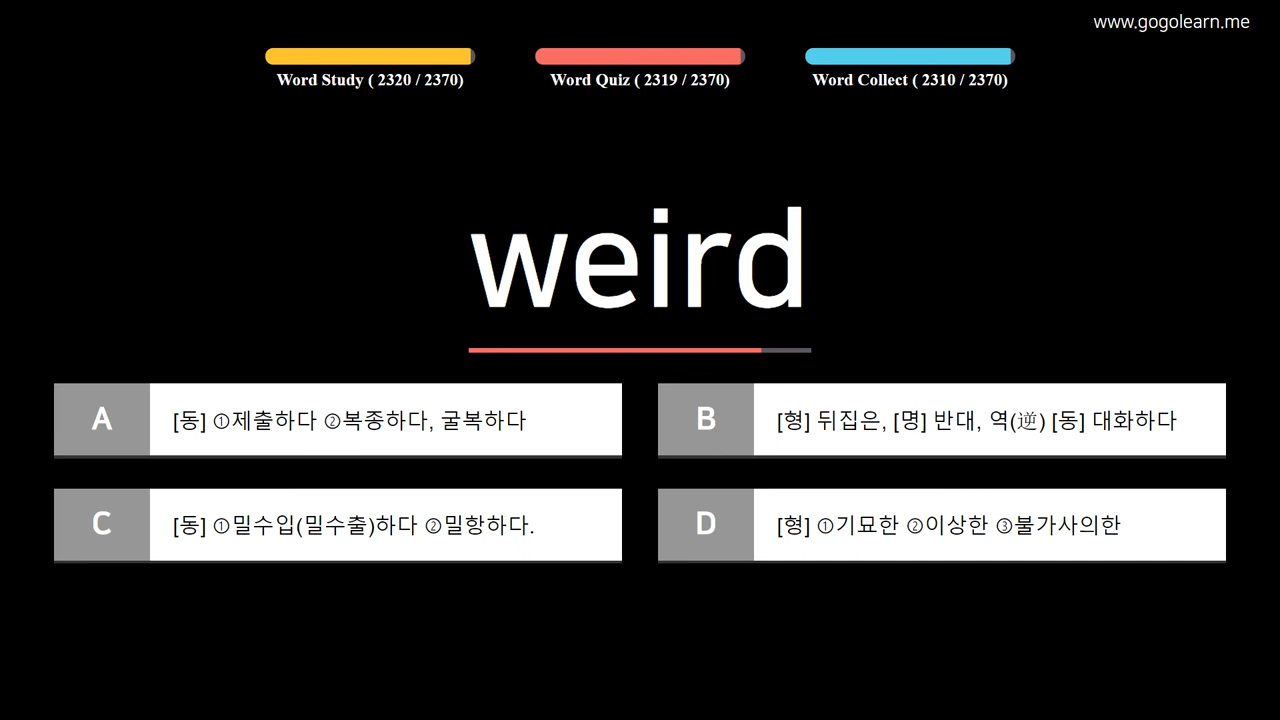 www.gogolearn.me
Word Study ( 2320 / 2370)
Word Quiz ( 2319 / 2370)
Word Collect ( 2310 / 2370)
weird
A
[동] ①제출하다 ②복종하다, 굴복하다
B
[형] 뒤집은, [명] 반대, 역(逆) [동] 대화하다
C
[동] ①밀수입(밀수출)하다 ②밀항하다.
D
[형] ①기묘한 ②이상한 ③불가사의한